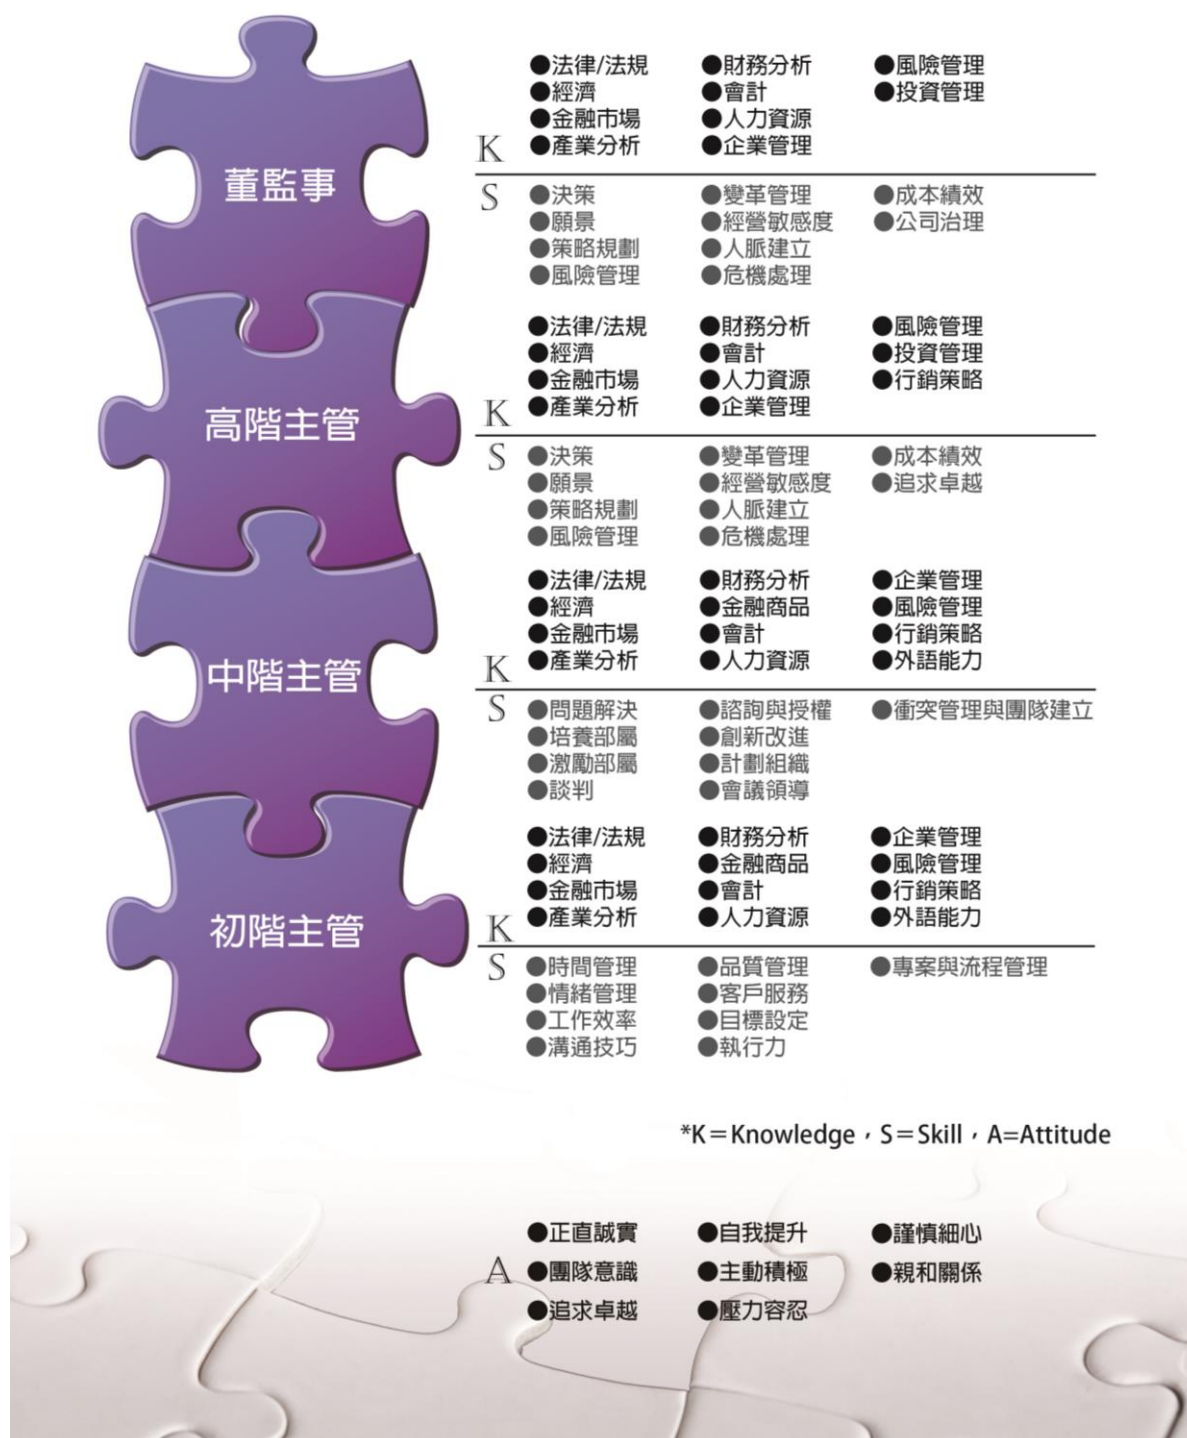 董監事
K
●法律/法規 ●財務分析 ●風險管理
●經濟 ●會計 ●投資管理
●金融市場 ●人力資源
●產業分析 ●企業管理
S
●決策 ●變革管理 ●成本績效
●願景 ●經營敏感度 ●公司治理
●策略規劃 ●人脈建立
●風險管理 ●危機處理
高階主管
K
●法律/法規 ●財務分析 ●風險管理
●經濟 ●會計 ●投資管理
●金融市場 ●人力資源 ●行銷策略
●產業分析 ●企業管理
S
●決策 ●變革管理 ●成本績效
●願景 ●經營敏感度 ●追求卓越
●策略規劃 ●人脈建立
●風險管理 ●危機處理
中階主管
K
●法律/法規 ●財務分析 ●企業管理
●經濟 ●金融商品 ●風險管理
●金融市場 ●會計 ●行銷策略
●產業分析 ●人力資源 ●外語能力
S
●問題解決 ●諮詢與授權 ●衝突管理與團隊建立
●培養部屬 ●創新改進
●激勵部屬 ●計劃組織
●談判 ●會議領導
初階主管
K
●法律/法規 ●財務分析 ●企業管理
●經濟 ●金融商品 ●風險管理
●金融市場 ●會計 ●行銷策略
●產業分析 ●人力資源 ●外語能力
S
●時間管理 ●品質管理 ●專案與流程管理
●情緒管理 ●客戶服務
●工作效率 ●目標設定
●溝通技巧 ●執行力
*K＝Knowledge，S＝Skill，A=Attitude
A
●正直誠實 ●自我提升 ●謹慎細心
●團隊意識 ●主動積極 ●親和關係
●追求卓越 ●壓力容忍